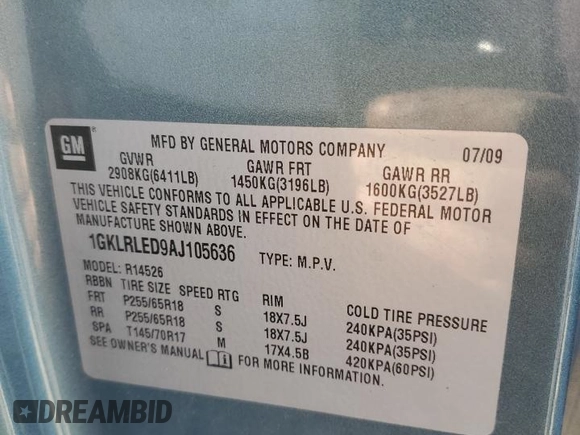 GM
MFD BY GENERAL MOTORS COMPANY 07/09
GVWR GAWR FRT GAWR RR
2908KG(6411LB) 1450KG(3196LB) 1600KG(3527LB)
THIS VEHICLE CONFORMS TO ALL APPLICABLE U.S. FEDERAL MOTOR
VEHICLE SAFETY STANDARDS IN EFFECT ON THE DATE OF
MANUFACTURE SHOWN ABOVE.
1GKLRLED9AJ105636 TYPE: M.P.V.
MODEL: R14526
RBBN TIRE SIZE SPEED RTG RIM COLD TIRE PRESSURE
FRT P255/65R18 S 18X7.5J 240KPA(35PSI)
RR P255/65R18 S 18X7.5J 240KPA(35PSI)
SPA T145/70R17 M 17X4.5B 420KPA(60PSI)
SEE OWNER'S MANUAL FOR MORE INFORMATION.
DREAMBID